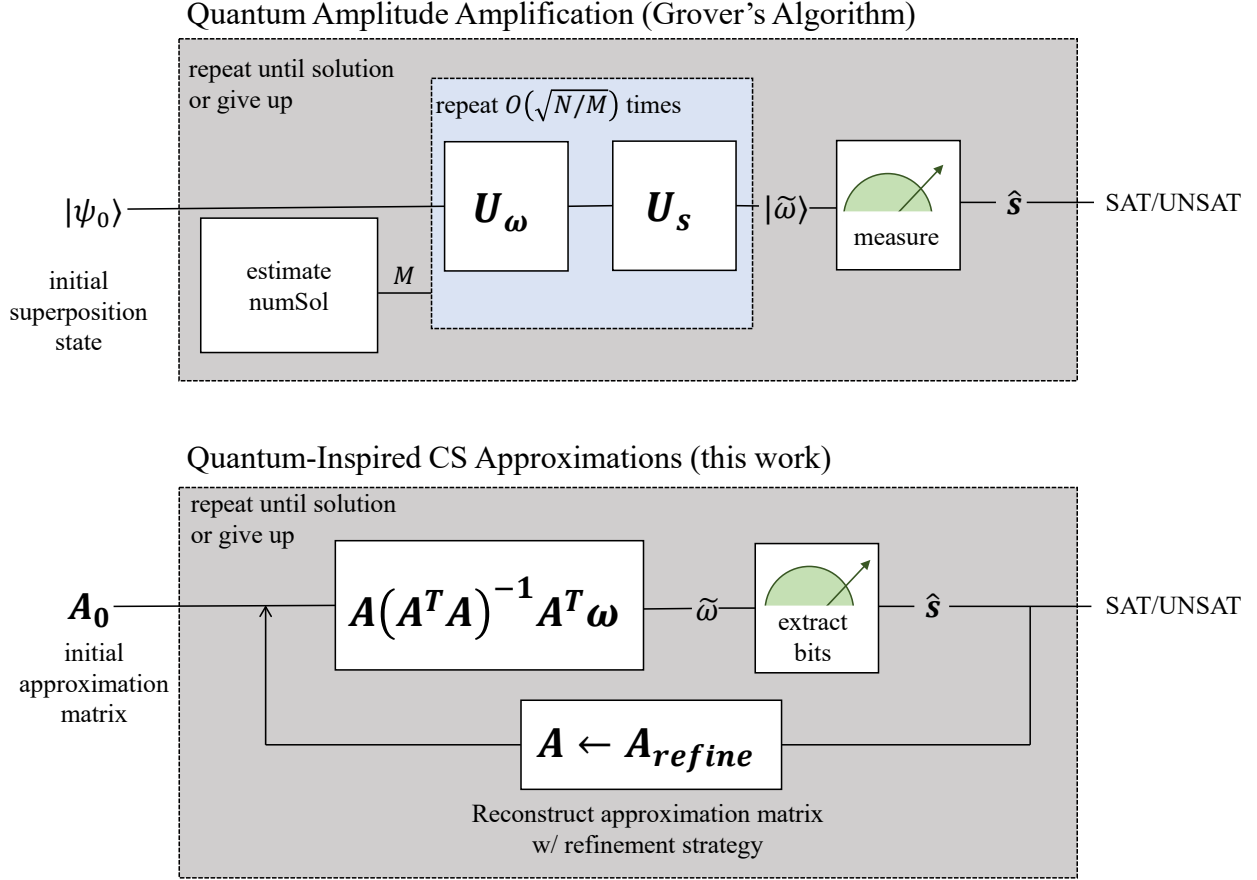 Quantum Amplitude Amplification (Grover's Algorithm)
repeat until solution
or give up
repeat O(√N/M) times
|ψ₀⟩
U_ω
U_s
|ω̃⟩
measure
ŝ
SAT/UNSAT
initial
superposition
state
estimate
numSol
M
Quantum-Inspired CS Approximations (this work)
repeat until solution
or give up
A₀
A(AᵀA)⁻¹Aᵀω
ω̃
extract
bits
ŝ
SAT/UNSAT
initial
approximation
matrix
A ← A_refine
Reconstruct approximation matrix
w/ refinement strategy